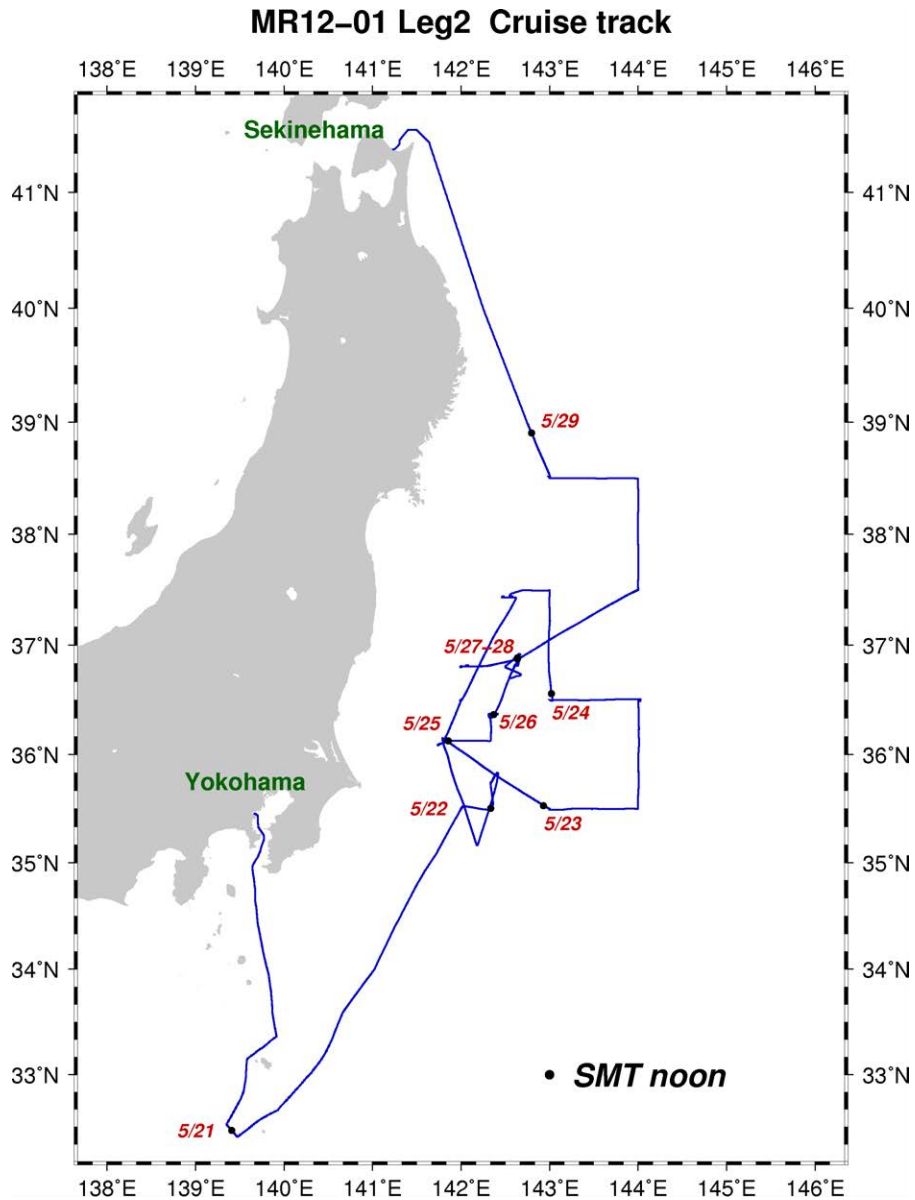 MR12−01 Leg2 Cruise track
138˚E 139˚E 140˚E 141˚E 142˚E 143˚E 144˚E 145˚E 146˚E
Sekinehama
41˚N 41˚N
40˚N 40˚N
5/29
39˚N 39˚N
38˚N 38˚N
37˚N 5/27−28 37˚N
5/25 5/26 5/24
36˚N 36˚N
Yokohama
5/22 5/23
35˚N 35˚N
34˚N 34˚N
33˚N SMT noon 33˚N
5/21
138˚E 139˚E 140˚E 141˚E 142˚E 143˚E 144˚E 145˚E 146˚E